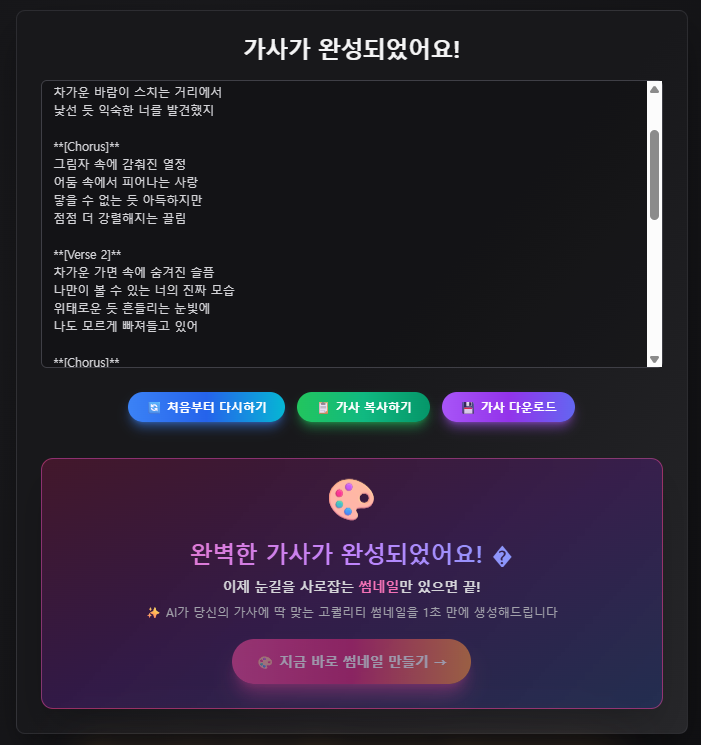 가사가 완성되었어요!
차가운 바람이 스치는 거리에서
낯선 듯 익숙한 너를 발견했지
**[Chorus]**
그림자 속에 감춰진 열정
어둠 속에서 피어나는 사랑
닿을 수 없는 듯 아득하지만
점점 더 강렬해지는 끌림
**[Verse 2]**
차가운 가면 속에 숨겨진 슬픔
나만이 볼 수 있는 너의 진짜 모습
위태로운 듯 흔들리는 눈빛에
나도 모르게 빠져들고 있어
**[Chorus]**
🔄 처음부터 다시하기 📋 가사 복사하기 💾 가사 다운로드
완벽한 가사가 완성되었어요! �
이제 눈길을 사로잡는 썸네일만 있으면 끝!
✨ AI가 당신의 가사에 딱 맞는 고퀄리티 썸네일을 1초 만에 생성해드립니다
🎨 지금 바로 썸네일 만들기 →